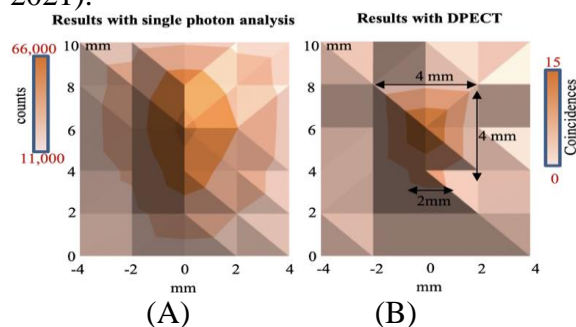 2021).
Results with single photon analysis
Results with DPECT
66,000
counts
11,000
10 mm
8
6
4
2
0
-4 -2 0 2 4
mm
10 mm
8
6
4
2
0
-4 -2 0 2 4
mm
4 mm
4 mm
2mm
15
Coincidences
0
(A)
(B)